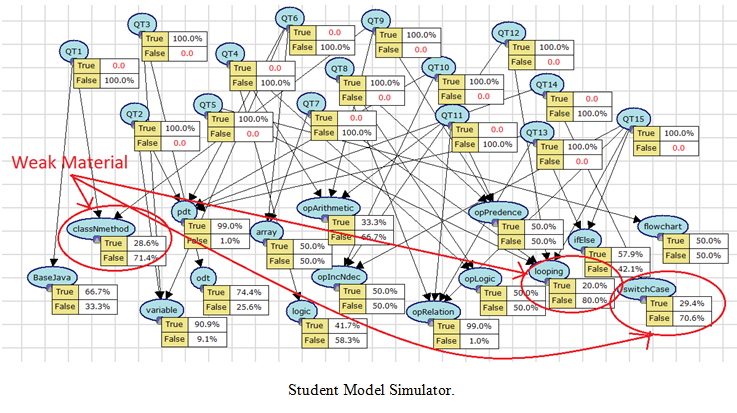 QT3
True 100.0%
False 0.0
QT6
True 0.0
False 100.0%
QT9
True 100.0%
False 0.0
QT12
True 100.0%
False 0.0
QT1
True 0.0
False 100.0%
QT4
True 0.0
False 100.0%
QT8
True 100.0%
False 0.0
QT10
True 0.0
False 100.0%
QT14
True 0.0
False 100.0%
QT2
True 100.0%
False 0.0
QT5
True 100.0%
False 0.0
QT7
True 0.0
False 100.0%
QT11
True 0.0
False 100.0%
QT13
True 100.0%
False 0.0
QT15
True 100.0%
False 0.0
Weak Material
classNmethod
True 28.6%
False 71.4%
pdt
True 99.0%
False 1.0%
array
True 50.0%
False 50.0%
opArithmetic
True 33.3%
False 66.7%
opPredence
True 50.0%
False 50.0%
ifElse
True 57.9%
False 42.1%
flowchart
True 50.0%
False 50.0%
BaseJava
True 66.7%
False 33.3%
odt
True 74.4%
False 25.6%
opIncNdec
True 50.0%
False 50.0%
opLogic
True 50.0%
False 50.0%
looping
True 20.0%
False 80.0%
switchCase
True 29.4%
False 70.6%
variable
True 90.9%
False 9.1%
logic
True 41.7%
False 58.3%
opRelation
True 99.0%
False 1.0%
Student Model Simulator.